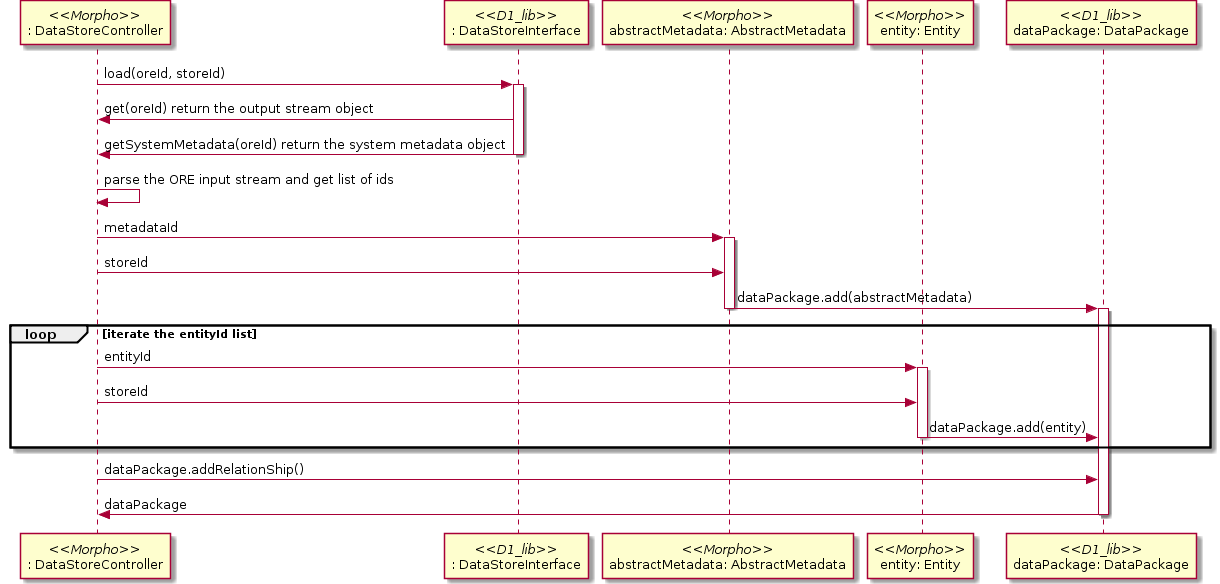 <<Morpho>>
: DataStoreController
<<D1_lib>>
: DataStoreInterface
<<Morpho>>
abstractMetadata: AbstractMetadata
<<Morpho>>
entity: Entity
<<D1_lib>>
dataPackage: DataPackage
load(oreId, storeId)
get(oreId) return the output stream object
getSystemMetadata(oreId) return the system metadata object
parse the ORE input stream and get list of ids
metadataId
storeId
dataPackage.add(abstractMetadata)
loop
[iterate the entityId list]
entityId
storeId
dataPackage.add(entity)
dataPackage.addRelationShip()
dataPackage
<<Morpho>>
: DataStoreController
<<D1_lib>>
: DataStoreInterface
<<Morpho>>
abstractMetadata: AbstractMetadata
<<Morpho>>
entity: Entity
<<D1_lib>>
dataPackage: DataPackage